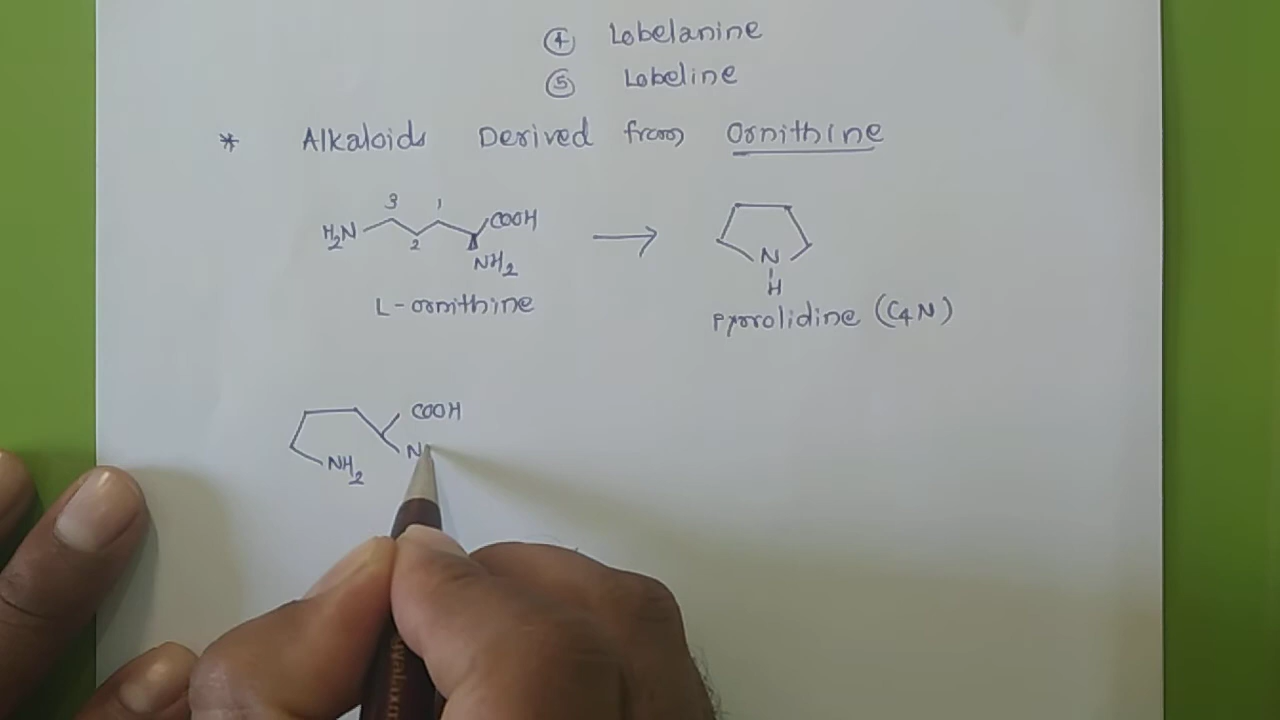 ④ Lobelanine
⑤ Lobeline
* Alkaloids Derived from Ornithine
3 1
H₂N COOH
2
NH₂
N
H
L-ornithine
Pyrrolidine (C4N)
COOH
NH₂ N